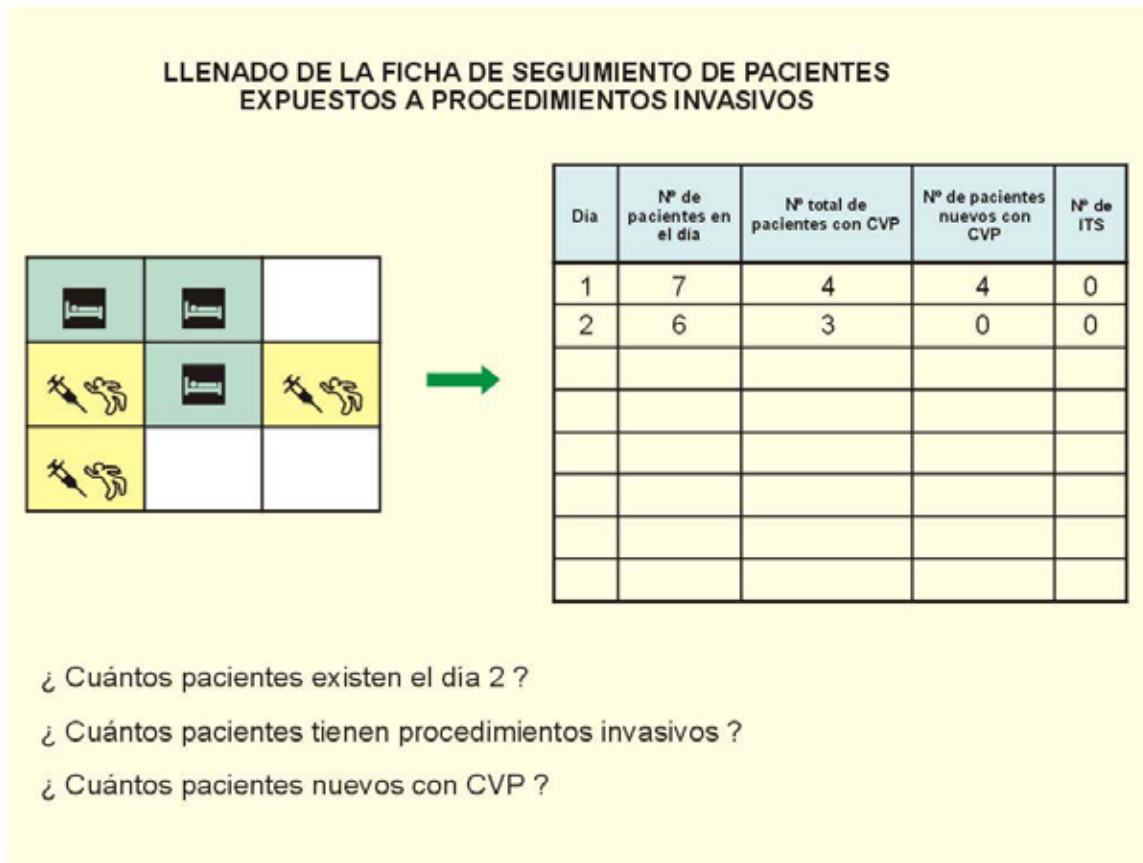 LLENADO DE LA FICHA DE SEGUIMIENTO DE PACIENTES
EXPUESTOS A PROCEDIMIENTOS INVASIVOS
Día
Nº de
pacientes en
el día
Nº total de
pacientes con CVP
Nº de pacientes
nuevos con
CVP
Nº de
ITS
1 7 4 4 0
2 6 3 0 0
¿ Cuántos pacientes existen el día 2 ?
¿ Cuántos pacientes tienen procedimientos invasivos ?
¿ Cuántos pacientes nuevos con CVP ?